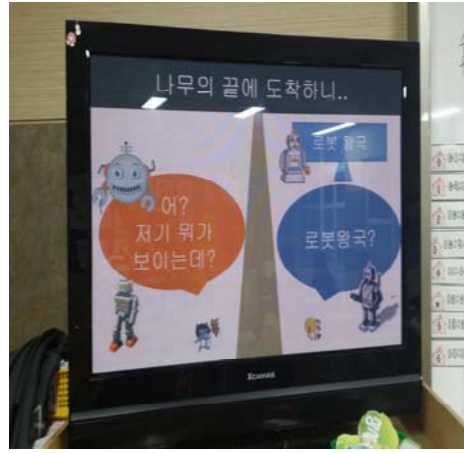 나무의 끝에 도착하니..
어?
저기 뭐가
보이는데?
로봇 왕국
로봇왕국?
XCANVAS